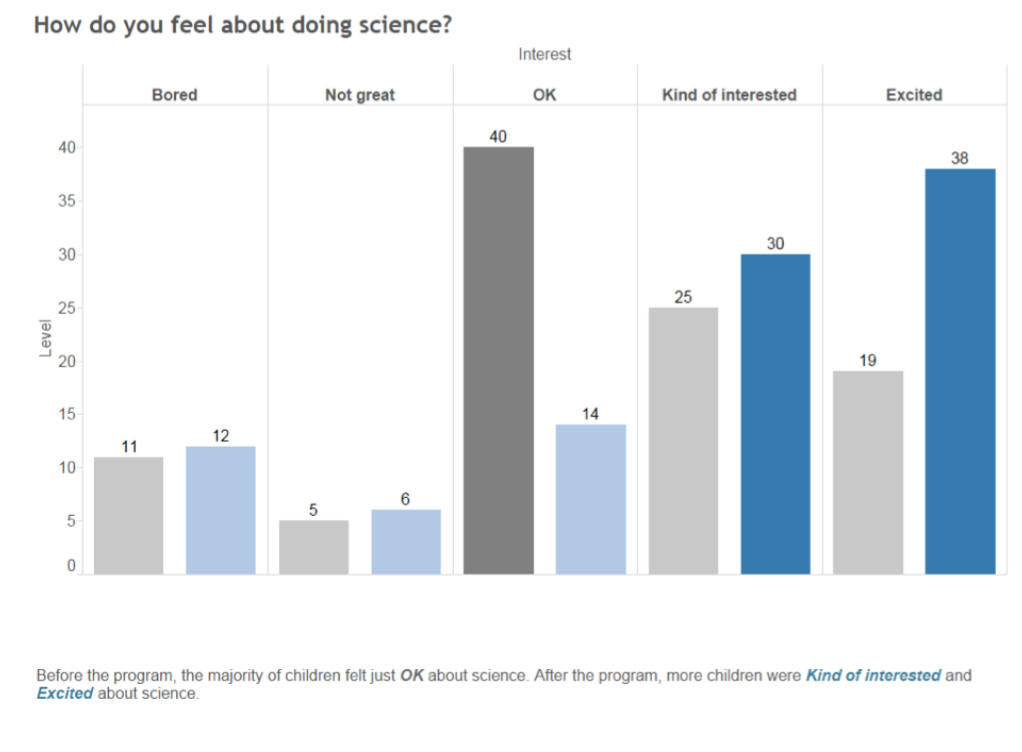 How do you feel about doing science?
Interest
Bored Not great OK Kind of interested Excited
40
35
30
25
20
15
10
5
0
Level
11 12 5 6 40 14 25 30 19 38
Before the program, the majority of children felt just OK about science. After the program, more children were Kind of interested and
Excited about science.